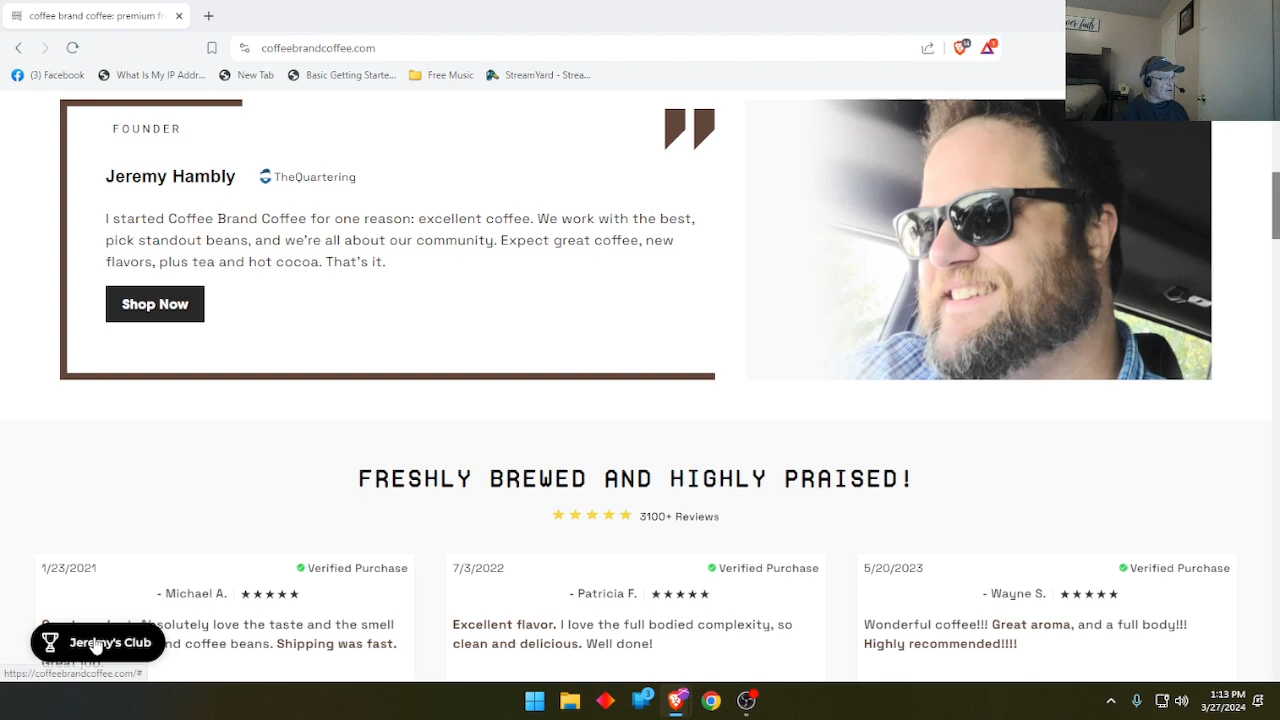 coffee brand coffee: premium f
coffeebrandcoffee.com
(3) Facebook
What Is My IP Addr...
New Tab
Basic Getting Starte...
Free Music
StreamYard - Strea...
FOUNDER
Jeremy Hambly
TheQuartering
I started Coffee Brand Coffee for one reason: excellent coffee. We work with the best,
pick standout beans, and we're all about our community. Expect great coffee, new
flavors, plus tea and hot cocoa. That's it.
Shop Now
FRESHLY BREWED AND HIGHLY PRAISED!
3100+ Reviews
1/23/2021
Verified Purchase
- Michael A.
Absolutely love the taste and the smell
and coffee beans. Shipping was fast.
Great job.
7/3/2022
Verified Purchase
- Patricia F.
Excellent flavor. I love the full bodied complexity, so
clean and delicious. Well done!
5/20/2023
Verified Purchase
- Wayne S.
Wonderful coffee!!! Great aroma, and a full body!!!
Highly recommended!!!!
Jeremy's Club
https://coffeebrandcoffee.com/#
1:13 PM
3/27/2024